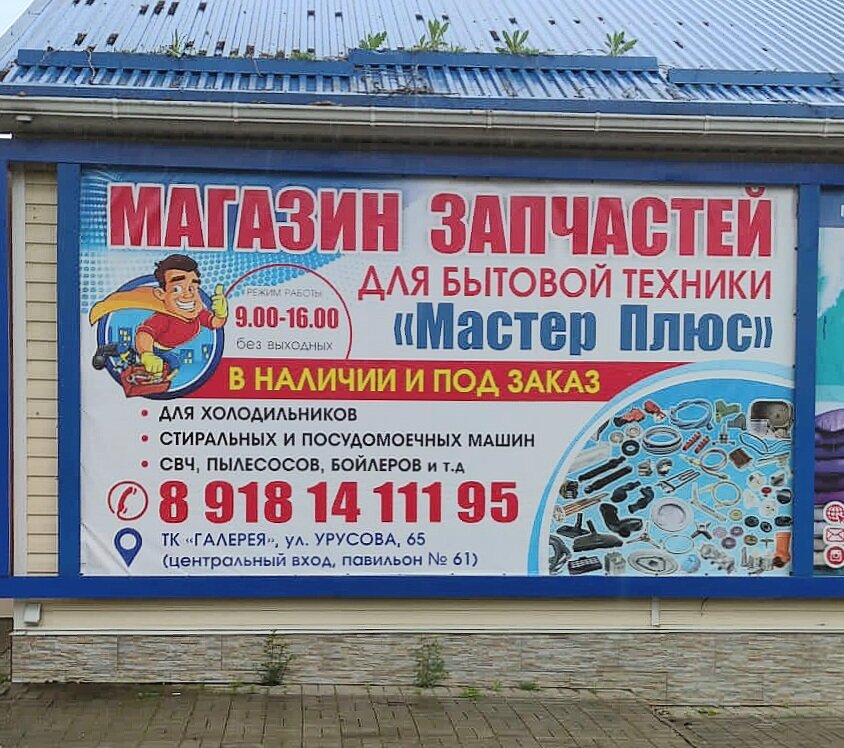 МАГАЗИН ЗАПЧАСТЕЙ
ДЛЯ БЫТОВОЙ ТЕХНИКИ
«Мастер Плюс»
РЕЖИМ РАБОТЫ
9.00-16.00
без выходных
В НАЛИЧИИ И ПОД ЗАКАЗ
• ДЛЯ ХОЛОДИЛЬНИКОВ
• СТИРАЛЬНЫХ И ПОСУДОМОЕЧНЫХ МАШИН
• СВЧ, ПЫЛЕСОСОВ, БОЙЛЕРОВ и т.д
8 918 14 111 95
ТК «ГАЛЕРЕЯ», ул. УРУСОВА, 65
(центральный вход, павильон № 61)